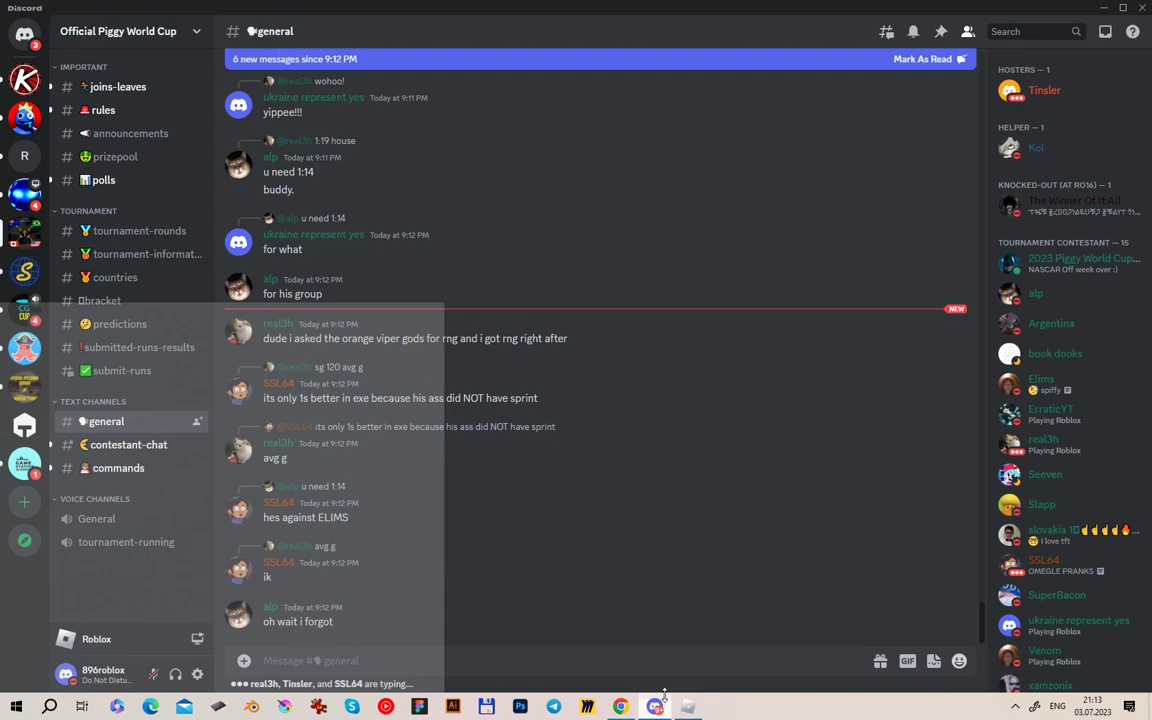 Discord
Official Piggy World Cup
general
Search
6 new messages since 9:12 PM
Mark As Read
IMPORTANT
joins-leaves
rules
announcements
prizepool
polls
TOURNAMENT
tournament-rounds
tournament-informat...
countries
bracket
predictions
submitted-runs-results
submit-runs
TEXT CHANNELS
general
contestant-chat
commands
VOICE CHANNELS
General
tournament-running
Roblox
896roblox
Do Not Distu...
@real3h wohoo!
ukraine represent yes Today at 9:11 PM
yippee!!!
@real3h 1:19 house
alp Today at 9:11 PM
u need 1:14
buddy.
@alp u need 1:14
ukraine represent yes Today at 9:12 PM
for what
alp Today at 9:12 PM
for his group
NEW
real3h Today at 9:12 PM
dude i asked the orange viper gods for rng and i got rng right after
@real3h sg 120 avg g
SSL64 Today at 9:12 PM
its only 1s better in exe because his ass did NOT have sprint
@SSL64 its only 1s better in exe because his ass did NOT have sprint
real3h Today at 9:12 PM
avg g
@alp u need 1:14
SSL64 Today at 9:12 PM
hes against ELIMS
@real3h avg g
SSL64 Today at 9:12 PM
ik
alp Today at 9:12 PM
oh wait i forgot
Message #general
GIF
real3h, Tinsler, and SSL64 are typing...
HOSTERS — 1
Tinsler
HELPER — 1
Kol
KNOCKED-OUT (AT RO16) — 1
The Winner Of It All
TOURNAMENT CONTESTANT — 15
2023 Piggy World Cup...
NASCAR Off week over :)
alp
Argentina
book dooks
Elims
spiffy
ErraticYT
Playing Roblox
real3h
Playing Roblox
Seeven
Slapp
slovakia 1
I love tft
SSL64
OMEGLE PRANKS
SuperBacon
ukraine represent yes
Playing Roblox
Venom
Playing Roblox
xamzonix
ENG
21:13
03.07.2023